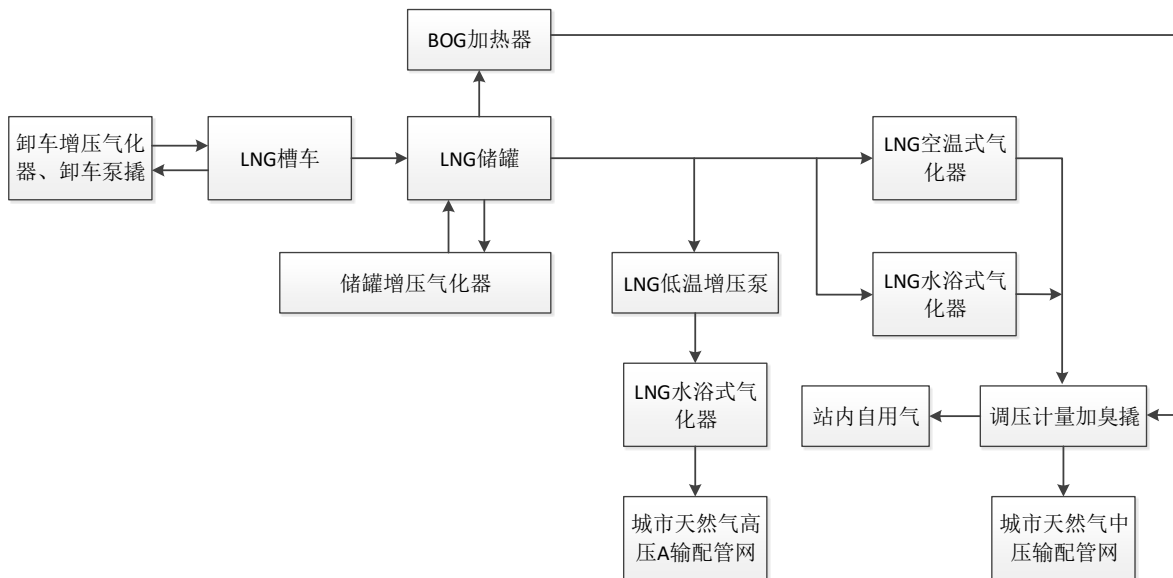 BOG加热器
卸车增压气化
器、卸车泵撬
LNG槽车
LNG储罐
LNG空温式气
化器
储罐增压气化器
LNG低温增压泵
LNG水浴式气
化器
LNG水浴式气
化器
站内自用气
调压计量加臭撬
城市天然气高
压A输配管网
城市天然气中
压输配管网